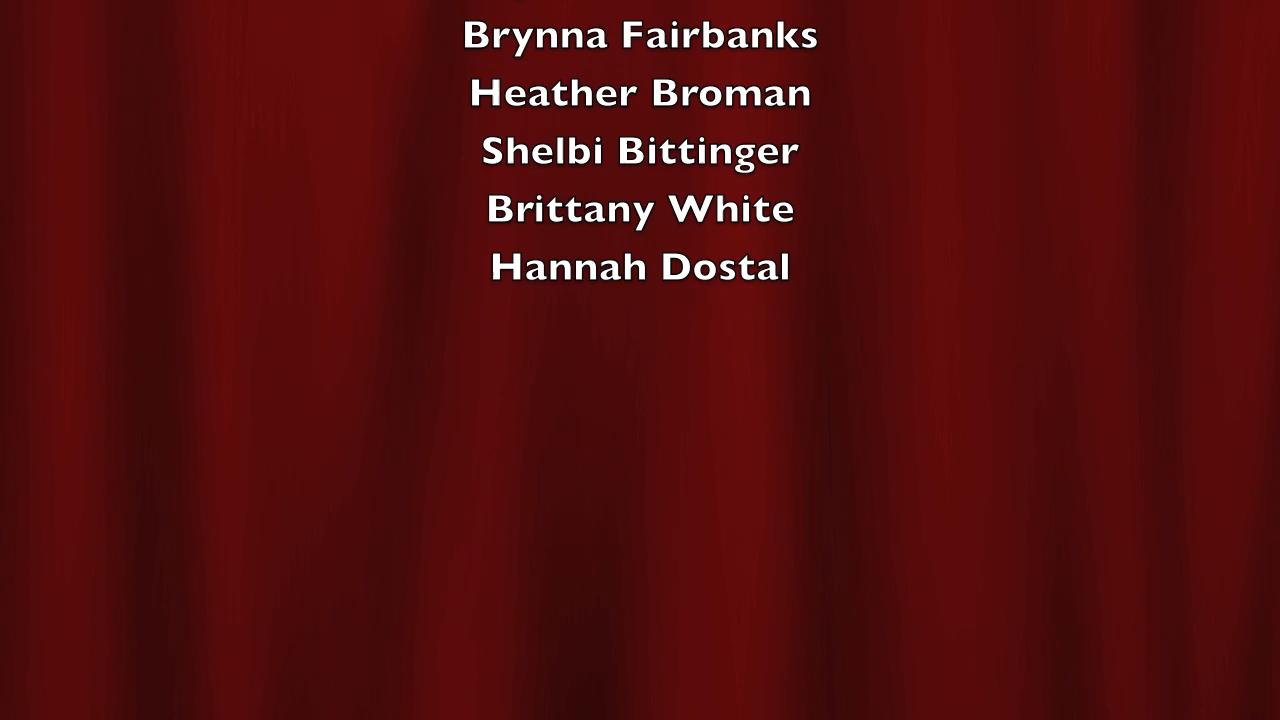 Brynna Fairbanks
Heather Broman
Shelbi Bittinger
Brittany White
Hannah Dostal